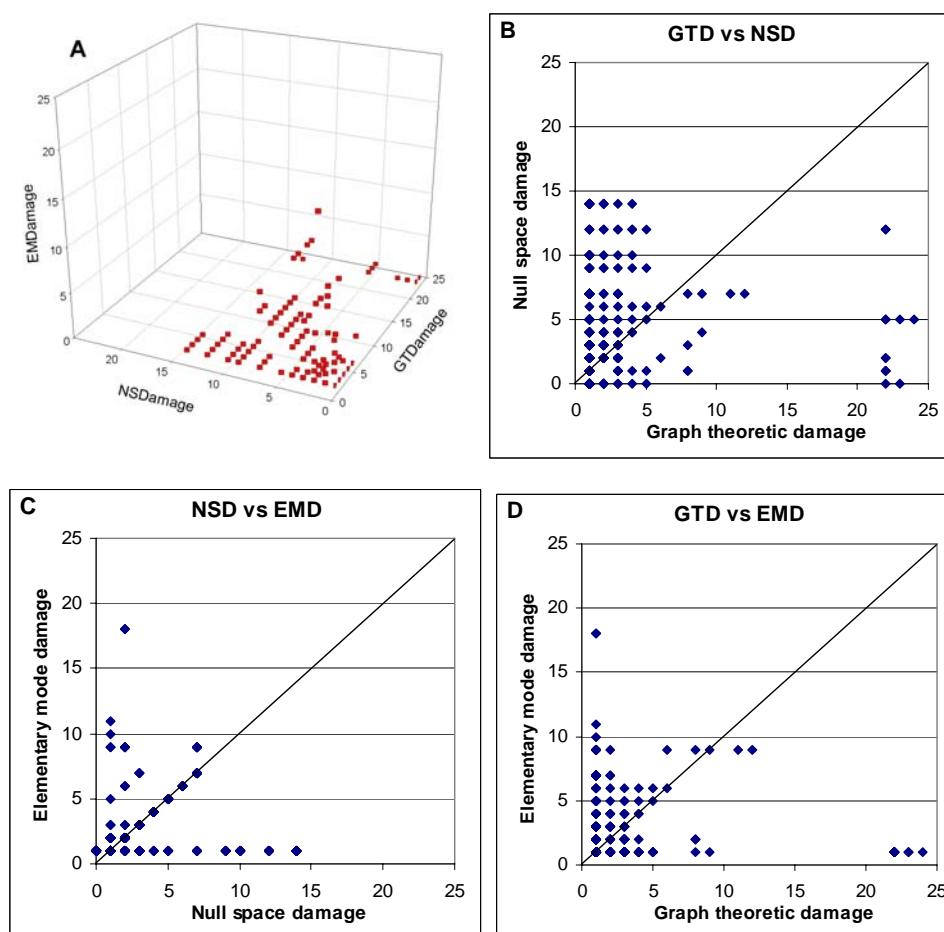 A
EMDamage
25
20
15
10
5
0
20
15
10
5
0
NSDamage
0
5
10
15
20
25
GTDamage
B
GTD vs NSD
Null space damage
25
20
15
10
5
0
0 5 10 15 20 25
Graph theoretic damage
C
NSD vs EMD
Elementary mode damage
25
20
15
10
5
0
0 5 10 15 20 25
Null space damage
D
GTD vs EMD
Elementary mode damage
25
20
15
10
5
0
0 5 10 15 20 25
Graph theoretic damage